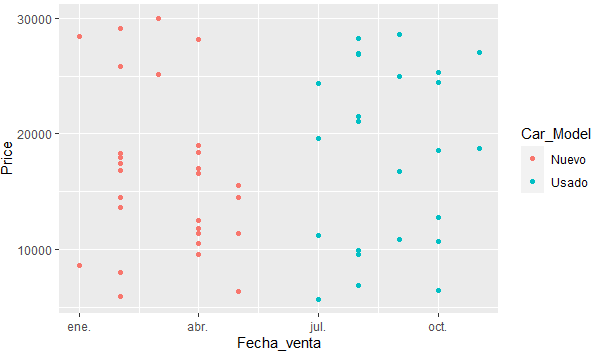 30000
20000
10000
Price
ene.
abr.
jul.
oct.
Fecha_venta
Car_Model
Nuevo
Usado